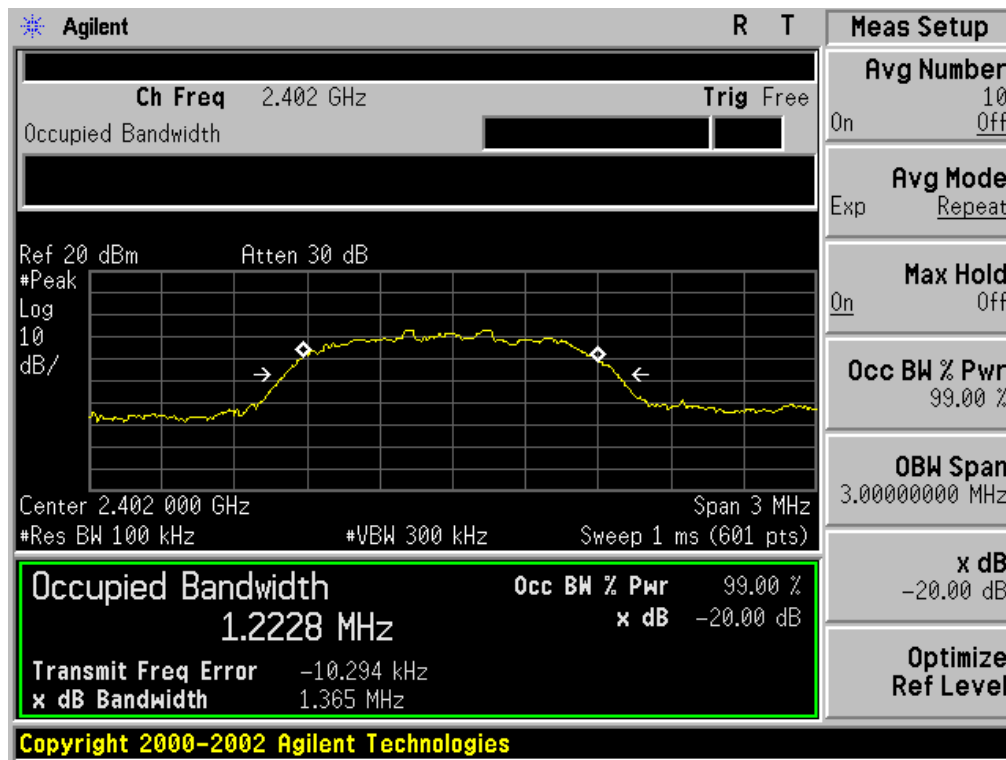 Agilent R T
Ch Freq 2.402 GHz Trig Free
Occupied Bandwidth
Ref 20 dBm Atten 30 dB
#Peak
Log
10
dB/
Center 2.402 000 GHz Span 3 MHz
#Res BW 100 kHz #VBW 300 kHz Sweep 1 ms (601 pts)
Occupied Bandwidth Occ BW % Pwr 99.00 %
1.2228 MHz x dB -20.00 dB
Transmit Freq Error -10.294 kHz
x dB Bandwidth 1.365 MHz
Copyright 2000-2002 Agilent Technologies
Meas Setup
Avg Number
10
On Off
Avg Mode
Exp Repeat
Max Hold
On Off
Occ BW % Pwr
99.00 %
OBW Span
3.00000000 MHz
x dB
-20.00 dB
Optimize
Ref Level